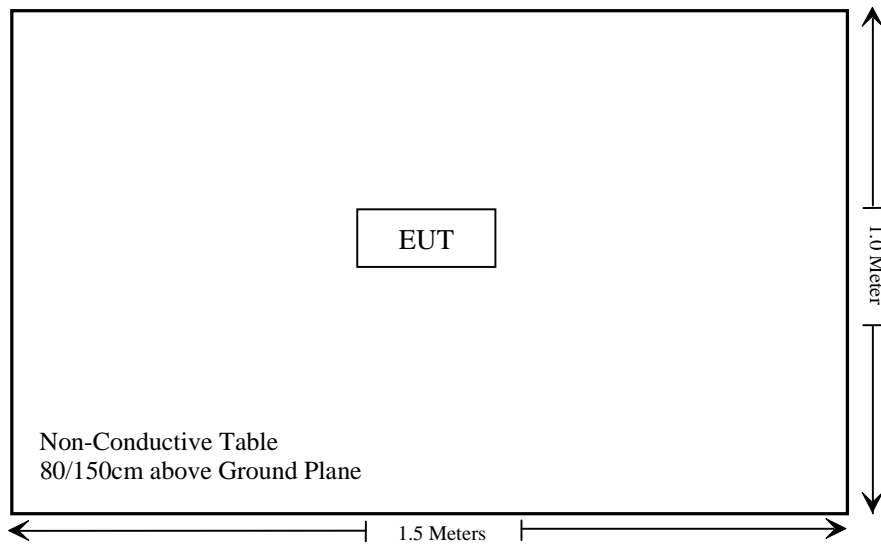 EUT
1.0 Meter
Non-Conductive Table
80/150cm above Ground Plane
1.5 Meters